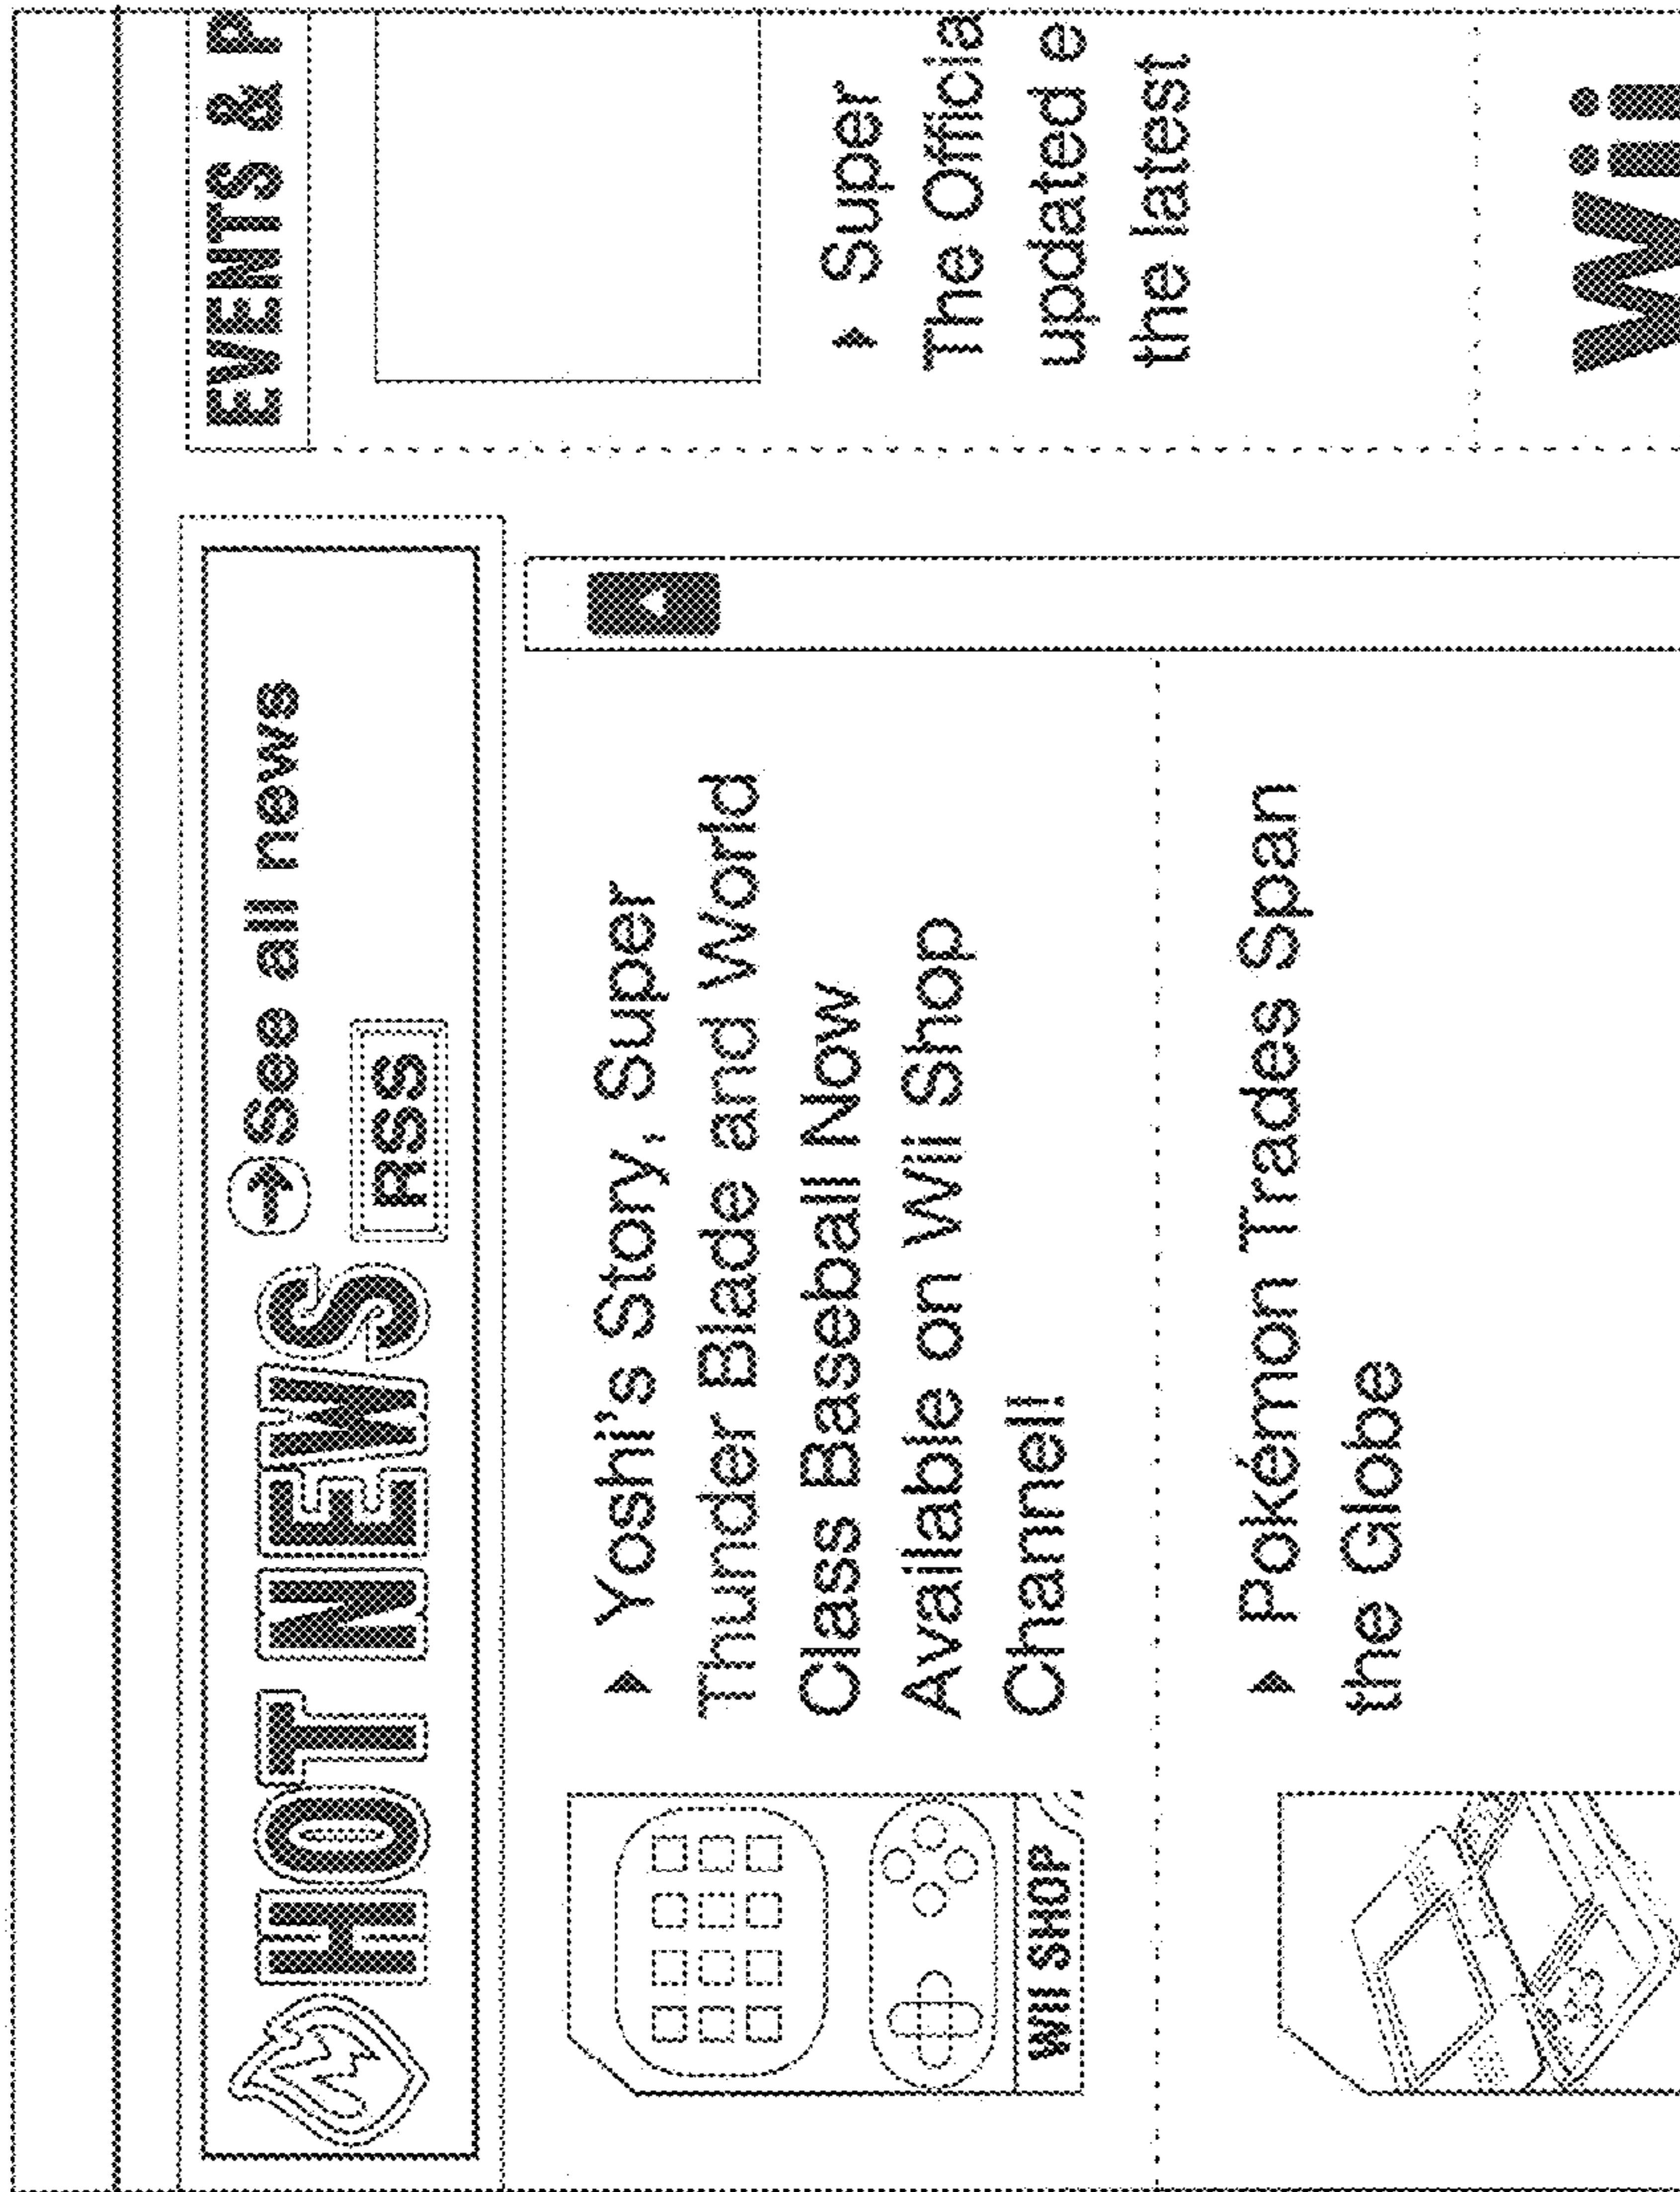 HOT NEWS
See all news
RSS
Yoshi's Story, Super
Thunder Blade and World
Class Baseball Now
Available on Wii Shop
Channel!
WII SHOP
Pokémon Trades Span
the Globe
EVENTS & P
Super
The Officia
updated e
the latest
Wii